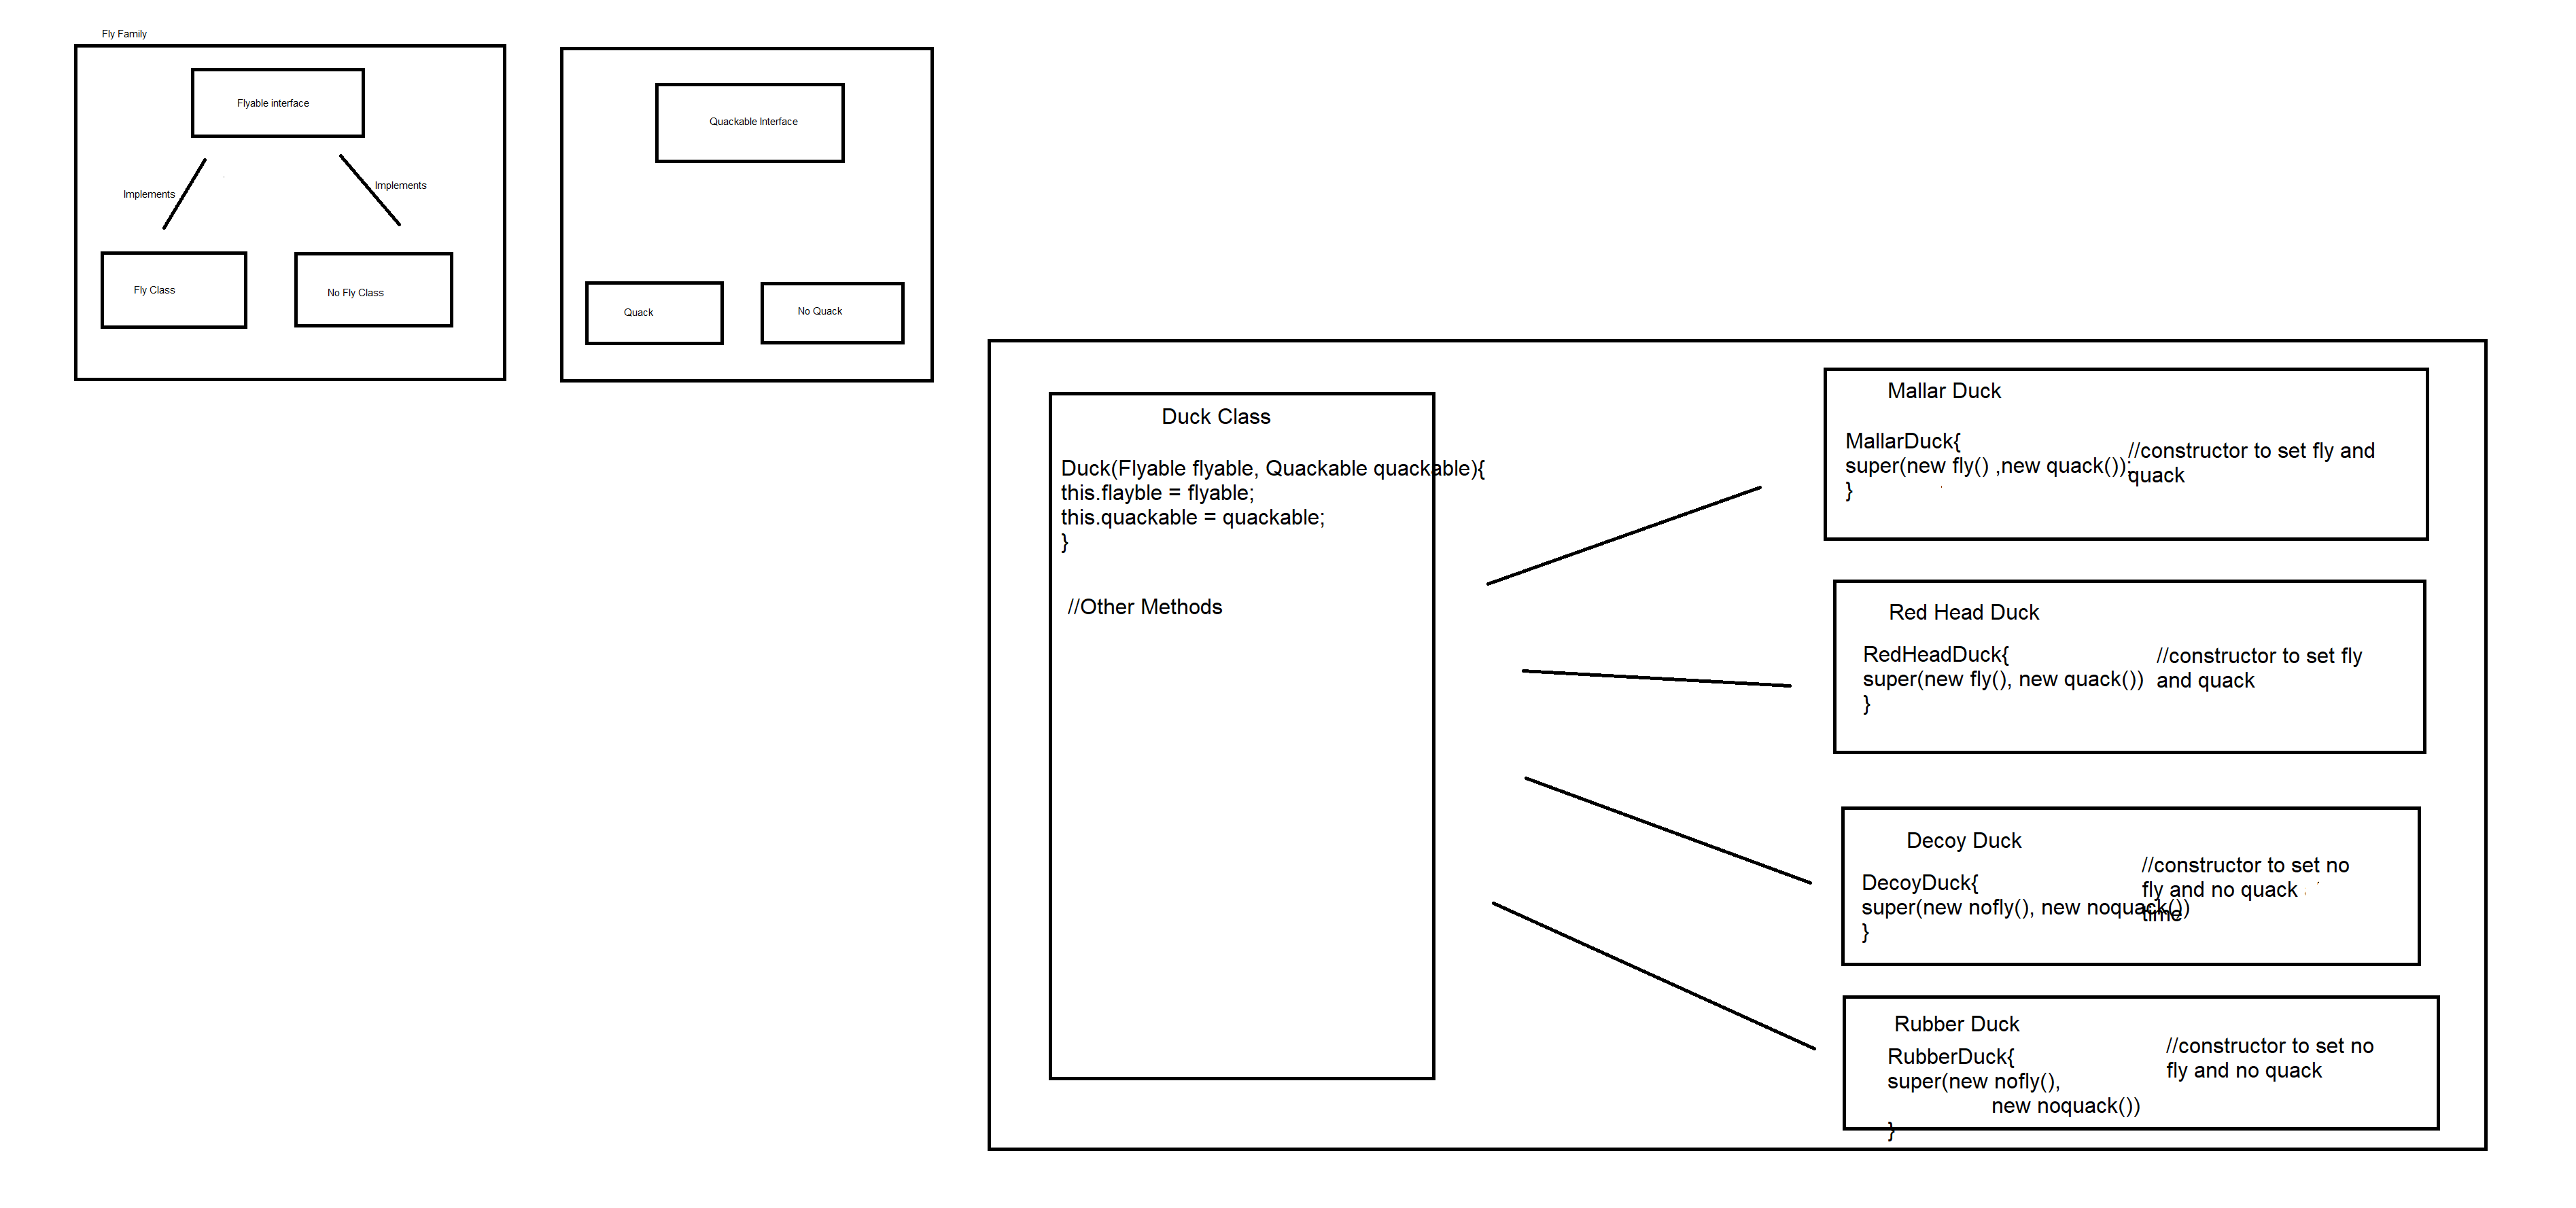 Fly Family
Flyable interface
Implements
Implements
Fly Class
No Fly Class
Quackable Interface
Quack
No Quack
Duck Class
Duck(Flyable flyable, Quackable quackable){
this.flayble = flyable;
this.quackable = quackable;
}
//Other Methods
Mallar Duck
MallarDuck{
super(new fly() ,new quack());
}
//constructor to set fly and
quack
Red Head Duck
RedHeadDuck{
super(new fly(), new quack())
}
//constructor to set fly
and quack
Decoy Duck
DecoyDuck{
super(new nofly(), new noquack())
}
//constructor to set no
fly and no quack
time
Rubber Duck
RubberDuck{
super(new nofly(),
new noquack())
}
//constructor to set no
fly and no quack